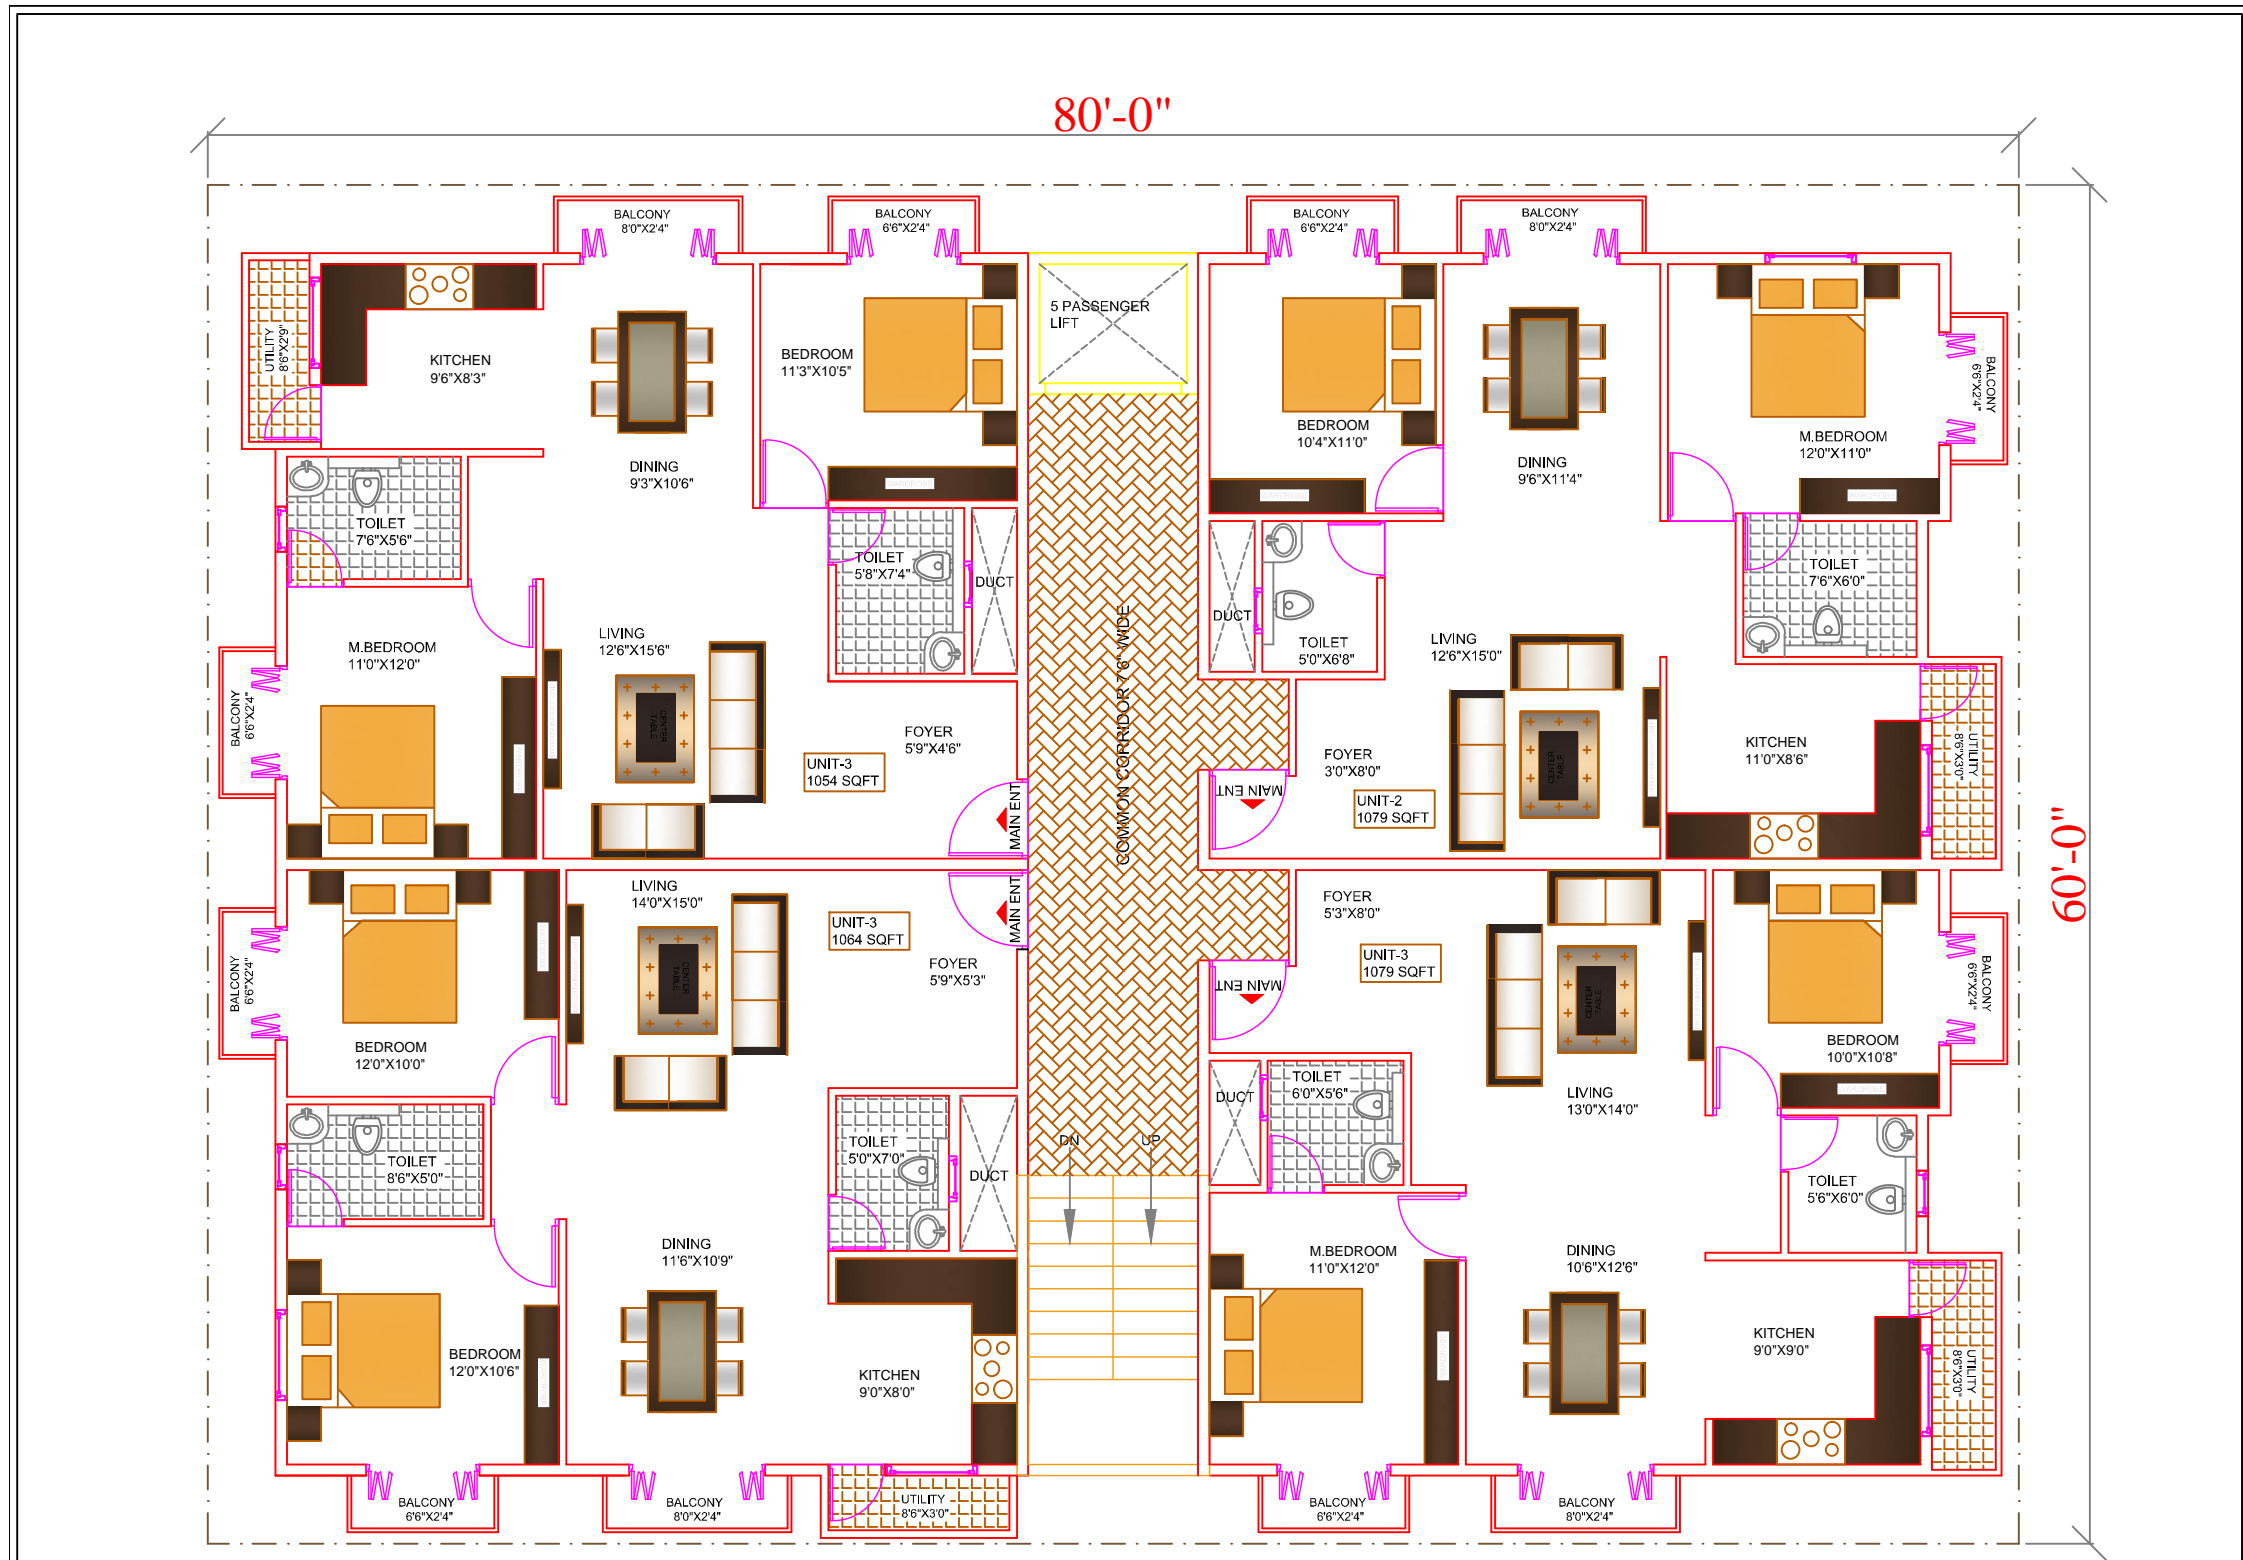 80'-0"
60'-0"
BALCONY
8'0"X2'4"
BALCONY
6'6"X2'4"
BALCONY
6'6"X2'4"
BALCONY
8'0"X2'4"
UTILITY
8'6"X2'9"
KITCHEN
9'6"X8'3"
BEDROOM
11'3"X10'5"
5 PASSENGER
LIFT
BEDROOM
10'4"X11'0"
M.BEDROOM
12'0"X11'0"
BALCONY
6'6"X2'4"
DINING
9'3"X10'6"
WARDROBE
DINING
9'6"X11'4"
WARDROBE
WARDROBE
TOILET
7'6"X5'6"
TOILET
5'8"X7'4"
DUCT
DUCT
TOILET
5'0"X6'8"
TOILET
7'6"X6'0"
M.BEDROOM
11'0"X12'0"
LIVING
12'6"X15'6"
LIVING
12'6"X15'0"
BALCONY
6'6"X2'4"
CENTER
TABLE
FOYER
5'9"X4'6"
UNIT-3
1054 SQFT
MAIN ENT
COMMON CORRIDOR 7'6" WIDE
FOYER
3'0"X8'0"
MAIN ENT
UNIT-2
1079 SQFT
CENTER
TABLE
KITCHEN
11'0"X8'6"
UTILITY
8'6"X3'0"
LIVING
14'0"X15'0"
UNIT-3
1064 SQFT
MAIN ENT
FOYER
5'9"X5'3"
CENTER
TABLE
BALCONY
6'6"X2'4"
BEDROOM
12'0"X10'0"
FOYER
5'3"X8'0"
UNIT-3
1079 SQFT
MAIN ENT
CENTER
TABLE
BALCONY
6'6"X2'4"
BEDROOM
10'0"X10'8"
WARDROBE
LIVING
13'0"X14'0"
TOILET
8'6"X5'0"
TOILET
5'0"X7'0"
DUCT
DN
UP
DUCT
TOILET
6'0"X5'6"
TOILET
5'6"X6'0"
DINING
11'6"X10'9"
M.BEDROOM
11'0"X12'0"
DINING
10'6"X12'6"
BEDROOM
12'0"X10'6"
KITCHEN
9'0"X8'0"
KITCHEN
9'0"X9'0"
UTILITY
8'6"X3'0"
BALCONY
6'6"X2'4"
BALCONY
8'0"X2'4"
UTILITY
8'6"X3'0"
BALCONY
6'6"X2'4"
BALCONY
8'0"X2'4"